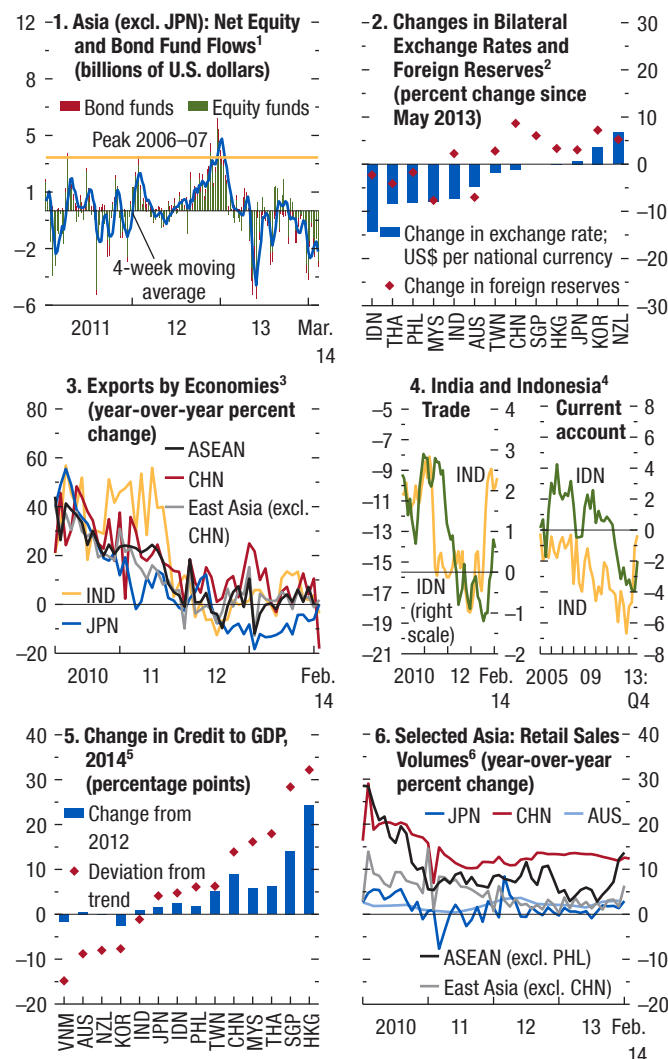 1. Asia (excl. JPN): Net Equity
and Bond Fund Flows1
(billions of U.S. dollars)
12
8
5
1
–2
–6
Bond funds
Equity funds
Peak 2006–07
4-week moving
average
2011
12
13
Mar.
14
2. Changes in Bilateral
Exchange Rates and
Foreign Reserves2
(percent change since
May 2013)
30
20
10
0
–10
–20
–30
Change in exchange rate;
US$ per national currency
Change in foreign reserves
IDN
THA
PHL
MYS
IND
AUS
TWN
CHN
SGP
HKG
JPN
KOR
NZL
3. Exports by Economies3
(year-over-year percent
change)
80
60
40
20
0
–20
ASEAN
CHN
East Asia (excl.
CHN)
IND
JPN
2010
11
12
13
Feb.
14
4. India and Indonesia4
Trade
–5
–7
–9
–11
–13
–15
–17
–19
–21
4
3
2
1
0
–1
–2
IND
IDN
(right
scale)
2010
12
Feb.
14
Current
account
8
6
4
2
0
–2
–4
–6
–8
IDN
IND
2005
09
13:
Q4
5. Change in Credit to GDP,
20145
(percentage points)
40
30
20
10
0
–10
–20
Change from
2012
Deviation from
trend
VNM
AUS
NZL
KOR
IND
JPN
IDN
PHL
TWN
CHN
MYS
THA
SGP
HKG
6. Selected Asia: Retail Sales
Volumes6 (year-over-year
percent change)
40
35
30
25
20
15
10
5
0
–5
–10
–15
–20
JPN
CHN
AUS
ASEAN (excl. PHL)
East Asia (excl. CHN)
2010
11
12
13
Feb.
14